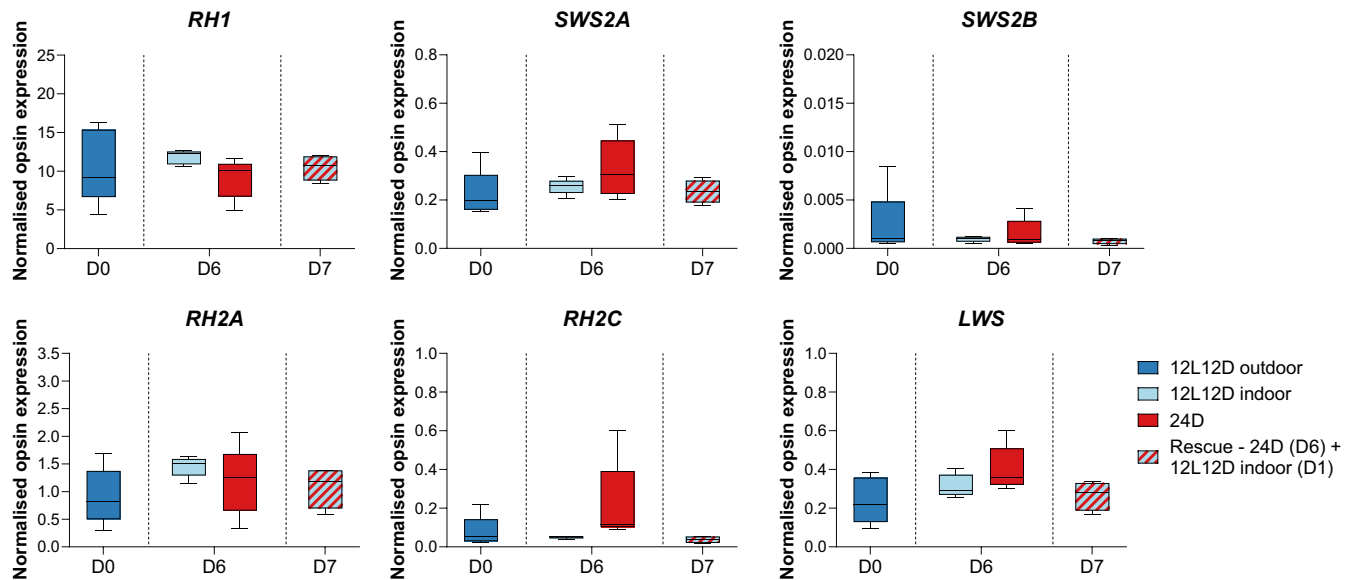 RH1
Normalised opsin expression
25
20
15
10
5
0
D0
D6
D7
SWS2A
Normalised opsin expression
0.8
0.6
0.4
0.2
0.0
D0
D6
D7
SWS2B
Normalised opsin expression
0.020
0.015
0.010
0.005
0.000
D0
D6
D7
RH2A
Normalised opsin expression
3.5
3.0
2.5
2.0
1.5
1.0
0.5
0.0
D0
D6
D7
RH2C
Normalised opsin expression
1.0
0.8
0.6
0.4
0.2
0.0
D0
D6
D7
LWS
Normalised opsin expression
1.0
0.8
0.6
0.4
0.2
0.0
D0
D6
D7
12L12D outdoor
12L12D indoor
24D
Rescue - 24D (D6) +
12L12D indoor (D1)